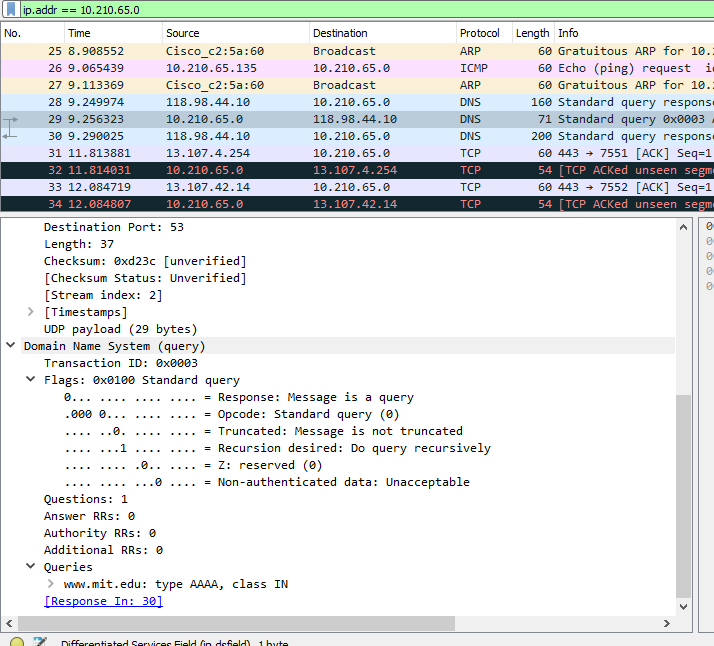 ip.addr == 10.210.65.0
No. Time Source Destination Protocol Length Info
25 8.908552 Cisco_c2:5a:60 Broadcast ARP 60 Gratuitous ARP for 10.
26 9.065439 10.210.65.135 10.210.65.0 ICMP 60 Echo (ping) request
27 9.113369 Cisco_c2:5a:60 Broadcast ARP 60 Gratuitous ARP for 10.
28 9.249974 118.98.44.10 10.210.65.0 DNS 160 Standard query respons
29 9.256323 10.210.65.0 118.98.44.10 DNS 71 Standard query 0x0003
30 9.290025 118.98.44.10 10.210.65.0 DNS 200 Standard query respons
31 11.813881 13.107.4.254 10.210.65.0 TCP 60 443 → 7551 [ACK] Seq=1
32 11.814031 10.210.65.0 13.107.4.254 TCP 54 [TCP ACKed unseen segm
33 12.084719 13.107.42.14 10.210.65.0 TCP 60 443 → 7552 [ACK] Seq=1
34 12.084807 10.210.65.0 13.107.42.14 TCP 54 [TCP ACKed unseen segm
Destination Port: 53
Length: 37
Checksum: 0xd23c [unverified]
[Checksum Status: Unverified]
[Stream index: 2]
[Timestamps]
UDP payload (29 bytes)
Domain Name System (query)
Transaction ID: 0x0003
Flags: 0x0100 Standard query
0... .... .... .... = Response: Message is a query
.000 0... .... .... = Opcode: Standard query (0)
.... ..0. .... .... = Truncated: Message is not truncated
.... ...1 .... .... = Recursion desired: Do query recursively
.... .... .0.. .... = Z: reserved (0)
.... .... ...0 .... = Non-authenticated data: Unacceptable
Questions: 1
Answer RRs: 0
Authority RRs: 0
Additional RRs: 0
Queries
www.mit.edu: type AAAA, class IN
[Response In: 30]
Differentiated Services Field (ip.dsfield), 1 byte